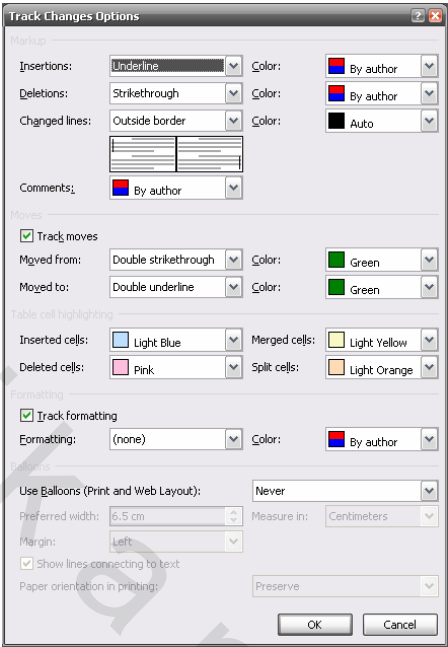 Track Changes Options
Markup
Insertions: Underline Color: By author
Deletions: Strikethrough Color: By author
Changed lines: Outside border Color: Auto
Comments: By author
Moves
Track moves
Moved from: Double strikethrough Color: Green
Moved to: Double underline Color: Green
Table cell highlighting
Inserted cells: Light Blue Merged cells: Light Yellow
Deleted cells: Pink Split cells: Light Orange
Formatting
Track formatting
Formatting: (none) Color: By author
Balloons
Use Balloons (Print and Web Layout): Never
Preferred width: 6.5 cm Measure in: Centimeters
Margin: Left
Show lines connecting to text
Paper orientation in printing: Preserve
OK Cancel